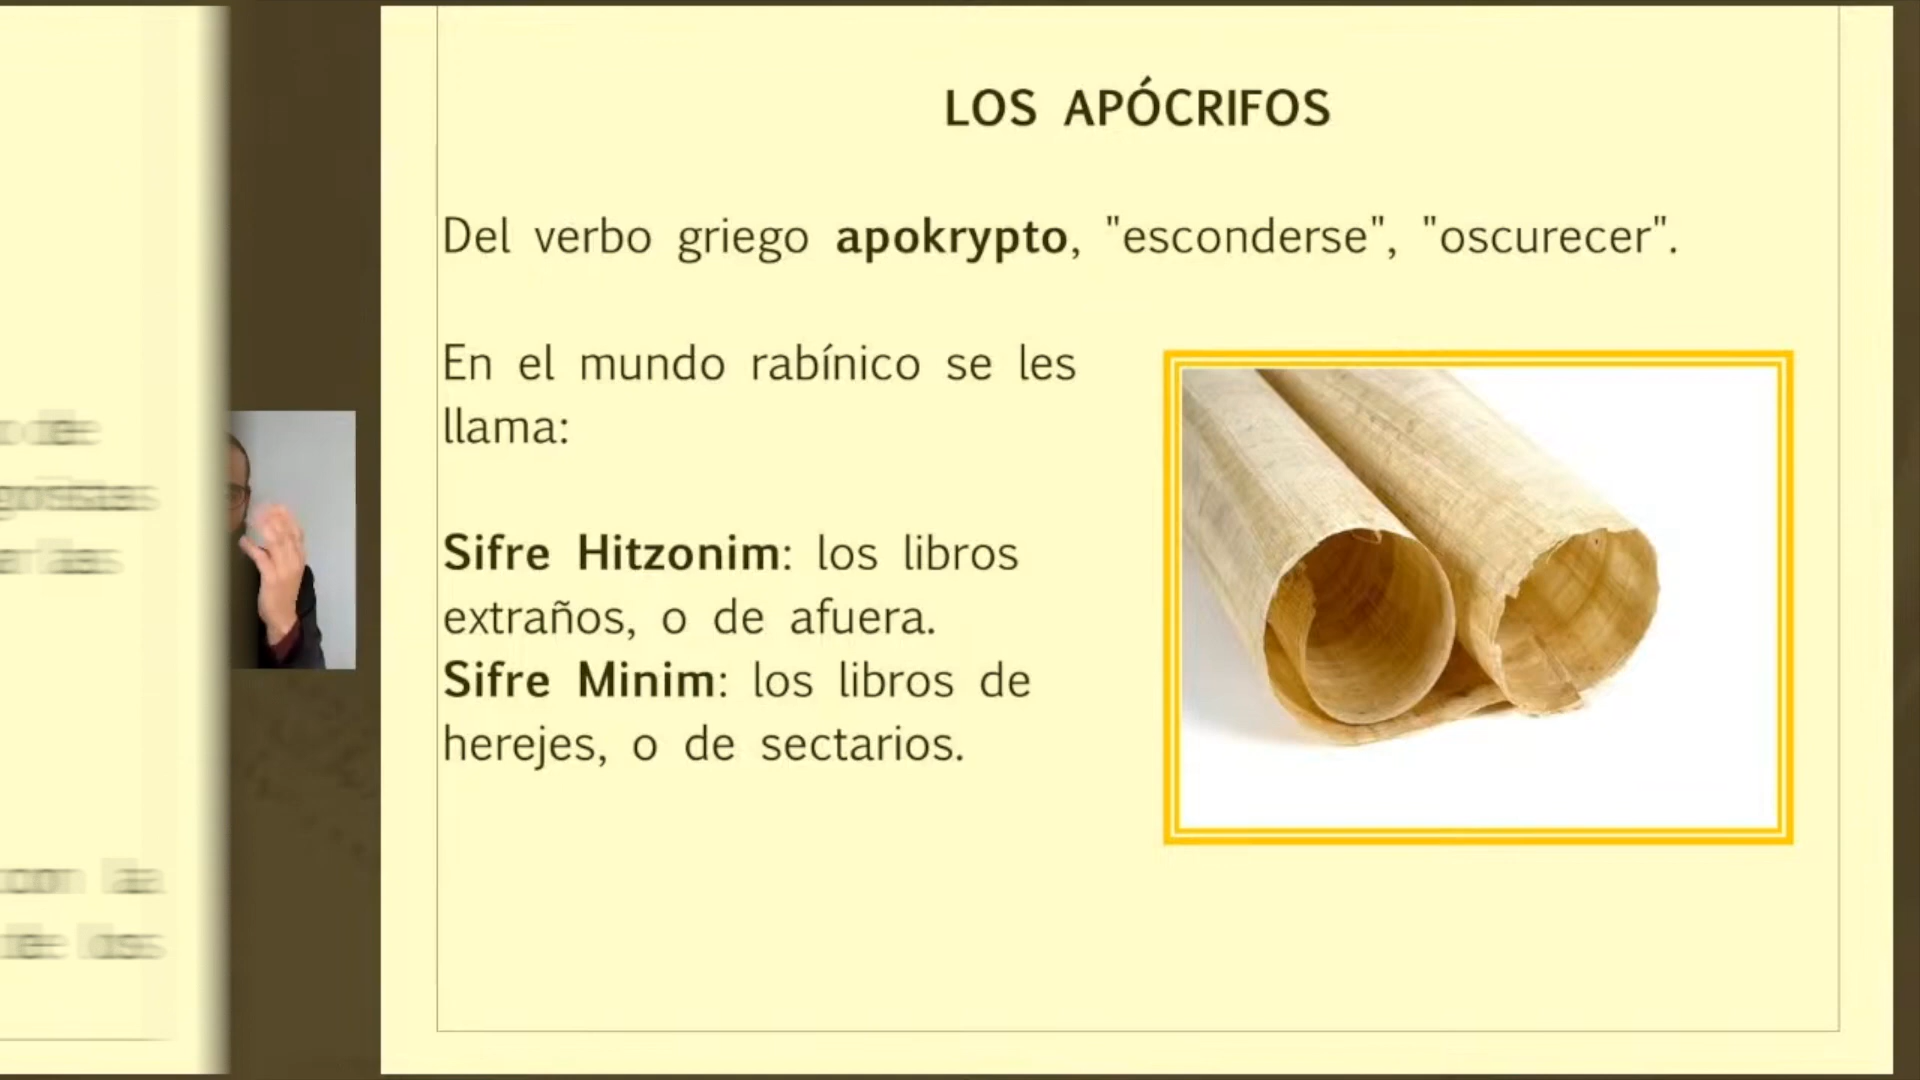 LOS APÓCRIFOS
Del verbo griego apokrypto, "esconderse", "oscurecer".
En el mundo rabínico se les
llama:
Sifre Hitzonim: los libros
extraños, o de afuera.
Sifre Minim: los libros de
herejes, o de sectarios.